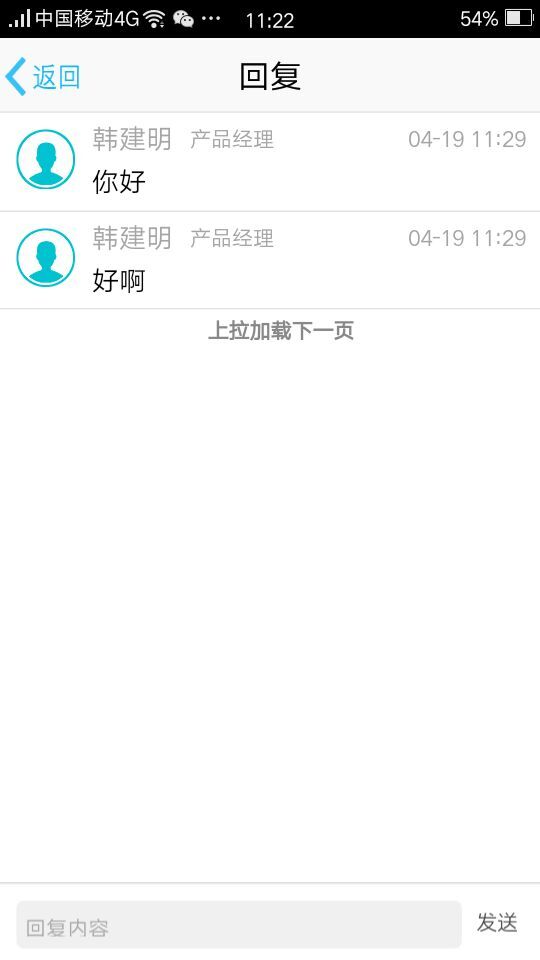 中国移动4G ··· 11:22 54%
返回 回复
韩建明 产品经理 04-19 11:29
你好
韩建明 产品经理 04-19 11:29
好啊
上拉加载下一页
回复内容 发送